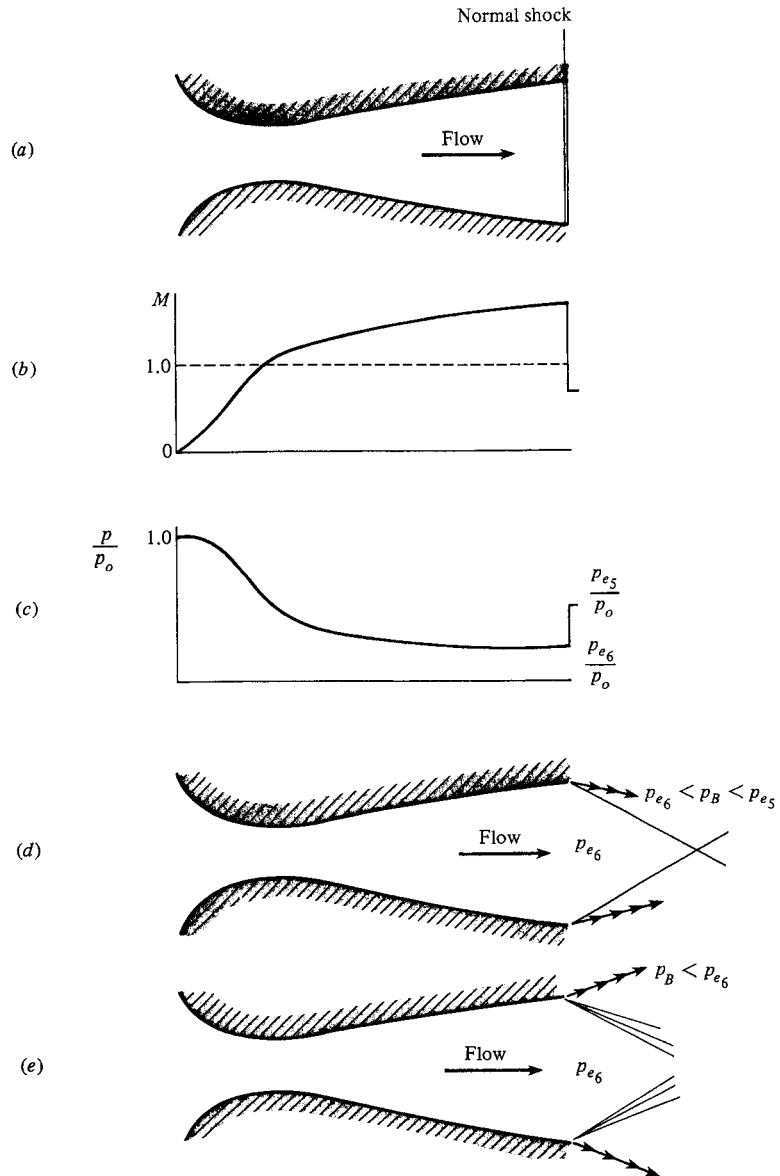 Normal shock
(a)
Flow
M
1.0
(b)
0
p/p_o
1.0
p_e5/p_o
(c)
p_e6/p_o
p_e6 < p_B < p_e5
(d)
Flow
p_e6
p_B < p_e6
(e)
Flow
p_e6